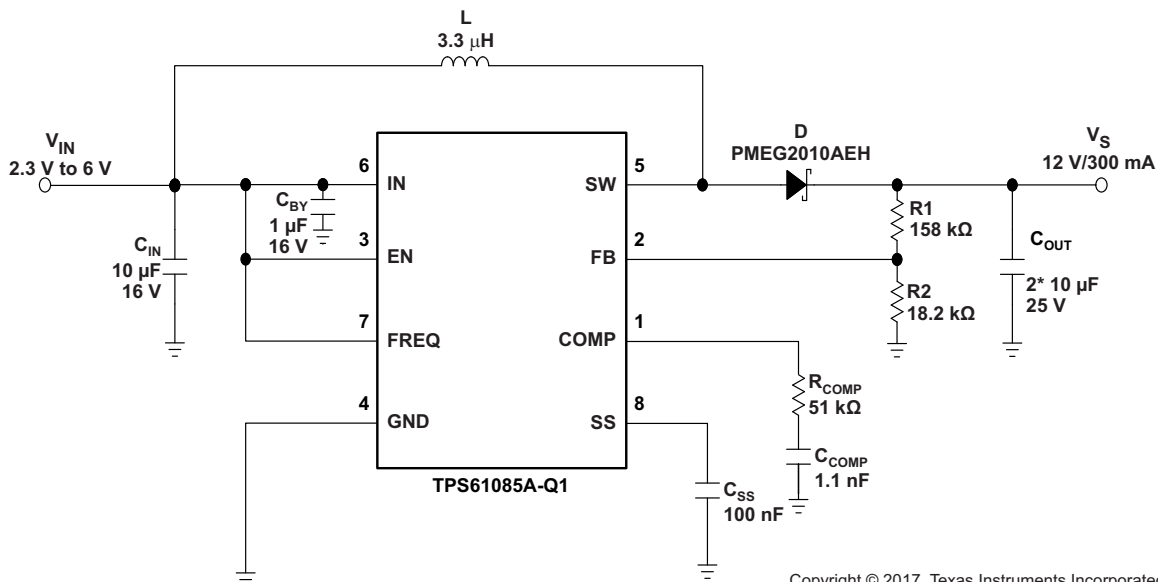 L
3.3 μH
V_IN
2.3 V to 6 V
D
PMEG2010AEH
V_S
12 V/300 mA
6
IN
SW
5
C_BY
1 µF
16 V
R1
158 kΩ
C_IN
10 µF
16 V
3
EN
FB
2
C_OUT
2* 10 µF
25 V
R2
18.2 kΩ
7
FREQ
COMP
1
R_COMP
51 kΩ
4
GND
SS
8
C_COMP
1.1 nF
TPS61085A-Q1
C_SS
100 nF
Copyright © 2017, Texas Instruments Incorporated